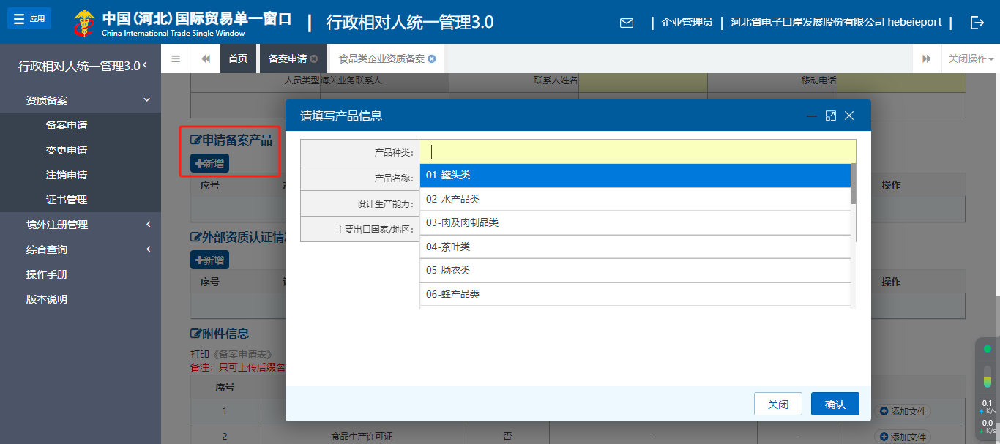 应用
中国(河北)国际贸易单一窗口
China International Trade Single Window
| 行政相对人统一管理3.0
| 企业管理员 | 河北省电子口岸发展股份有限公司 hebeieport |
行政相对人统一管理3.0
首页
备案申请
食品类企业资质备案
关闭操作
资质备案
备案申请
变更申请
注销申请
证书管理
境外注册管理
综合查询
操作手册
版本说明
人员类型 海关业务联系人 联系人姓名 移动电话
申请备案产品
新增
序号 操作
外部资质认证情
新增
序号 操作
附件信息
打印《备案申请表》
备注：只可上传后缀名
序号
1 添加文件
2 食品生产许可证 否 - - 添加文件
请填写产品信息
产品种类:
产品名称:
设计生产能力:
主要出口国家/地区:
01-罐头类
02-水产品类
03-肉及肉制品类
04-茶叶类
05-肠衣类
06-蜂产品类
关闭 确认
0.1
K/s
0.0
K/s